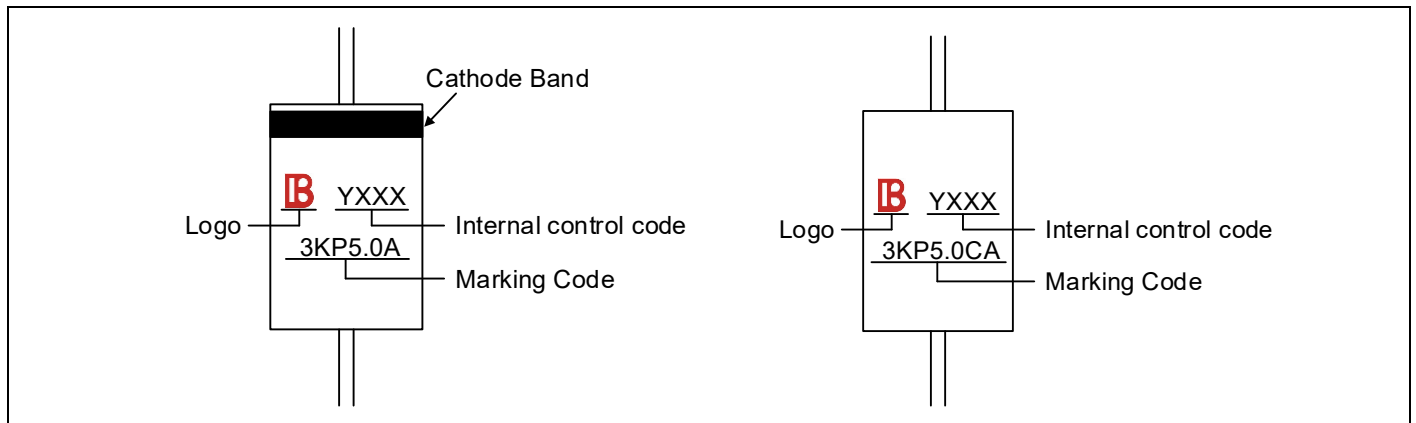 Cathode Band
B YXXX
Logo
Internal control code
3KP5.0A
Marking Code
B YXXX
Logo
Internal control code
3KP5.0CA
Marking Code